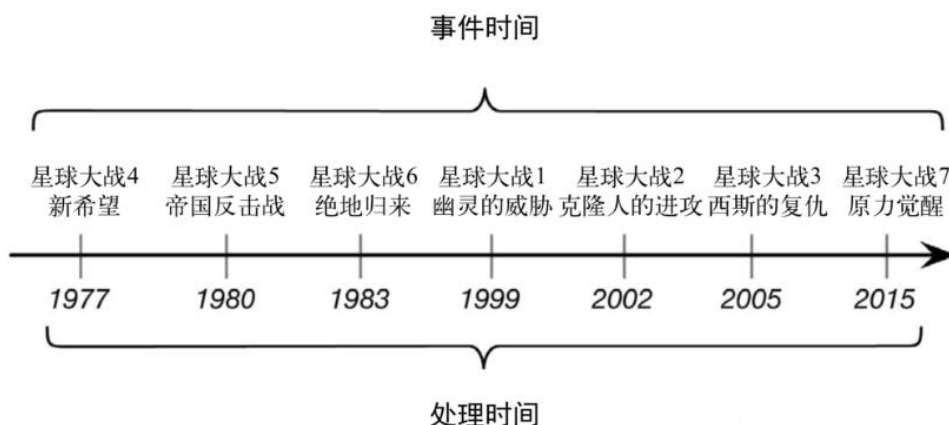 事件时间
星球大战4 星球大战5 星球大战6 星球大战1 星球大战2 星球大战3 星球大战7
新希望 帝国反击战 绝地归来 幽灵的威胁 克隆人的进攻 西斯的复仇 原力觉醒
1977 1980 1983 1999 2002 2005 2015
处理时间